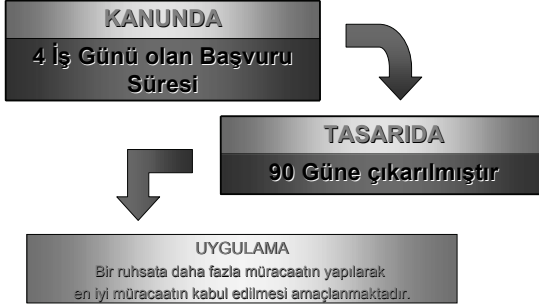 KANUNDA
4 İş Günü olan Başvuru
Süresi
TASARIDA
90 Güne çıkarılmıştır
UYGULAMA
Bir ruhsata daha fazla müracaatın yapılarak
en iyi müracaatın kabul edilmesi amaçlanmaktadır.